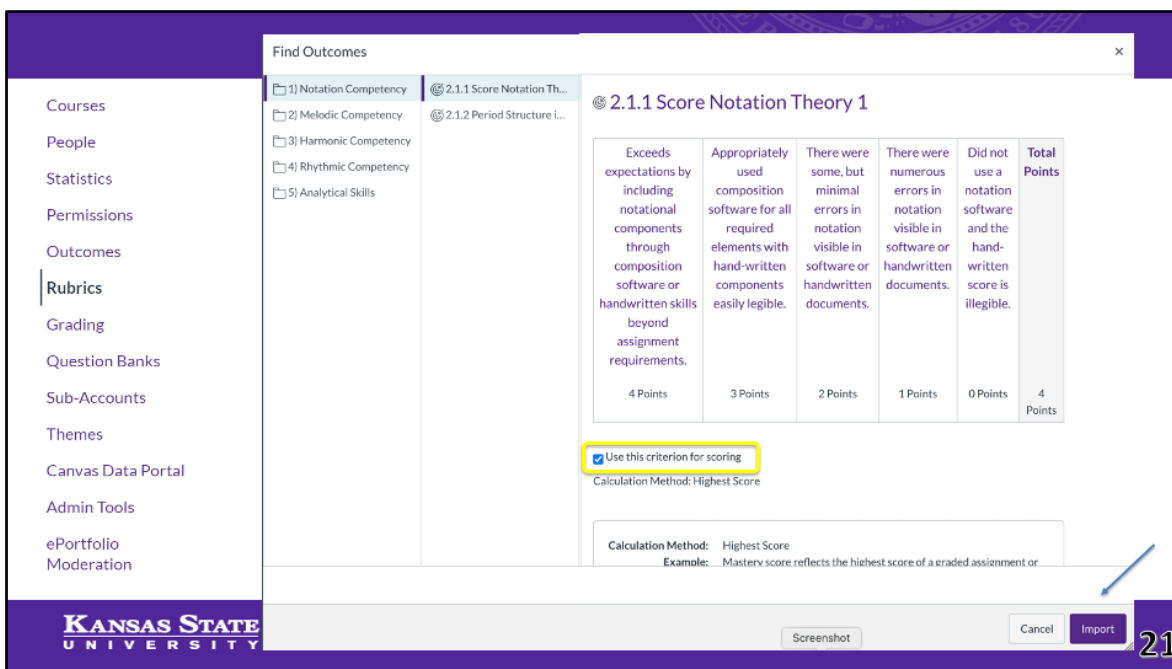 Find Outcomes
×
Courses
People
Statistics
Permissions
Outcomes
Rubrics
Grading
Question Banks
Sub-Accounts
Themes
Canvas Data Portal
Admin Tools
ePortfolio
Moderation
1) Notation Competency
2) Melodic Competency
3) Harmonic Competency
4) Rhythmic Competency
5) Analytical Skills
2.1.1 Score Notation Th...
2.1.2 Period Structure i...
2.1.1 Score Notation Theory 1
Exceeds
expectations by
including
notational
components
through
composition
software or
handwritten skills
beyond
assignment
requirements.
4 Points
Appropriately
used
composition
software for all
required
elements with
hand-written
components
easily legible.
3 Points
There were
some, but
minimal
errors in
notation
visible in
software or
handwritten
documents.
2 Points
There were
numerous
errors in
notation
visible in
software or
handwritten
documents.
1 Points
Did not
use a
notation
software
and the
hand-
written
score is
illegible.
0 Points
Total
Points
4
Points
Use this criterion for scoring
Calculation Method: Highest Score
Calculation Method: Highest Score
Example: Mastery score reflects the highest score of a graded assignment or
Cancel
Import
Screenshot
KANSAS STATE
UNIVERSITY
21